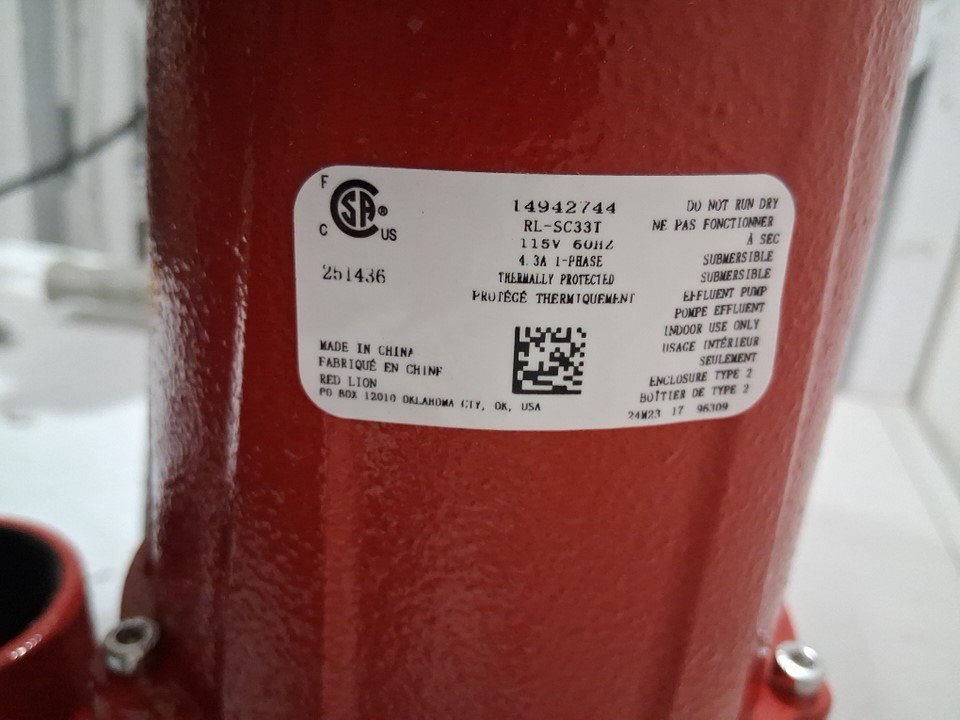 F
CSA®
C US
251436
MADE IN CHINA
FABRIQUÉ EN CHINE
RED LION
PO BOX 12010 OKLAHOMA CTY, OK, USA
14942744
RL-SC33T
115V 60HZ
4.3A 1-PHASE
THERMALLY PROTECTED
PROTÉGÉ THERMIQUEMENT
DO NOT RUN DRY
NE PAS FONCTIONNER
À SEC
SUBMERSIBLE
SUBMERSIBLE
EFFLUENT PUMP
POMPE EFFLUENT
INDOOR USE ONLY
USAGE INTÉRIEUR
SEULEMENT
ENCLOSURE TYPE 2
BOÎTIER DE TYPE 2
24M23 17 96309